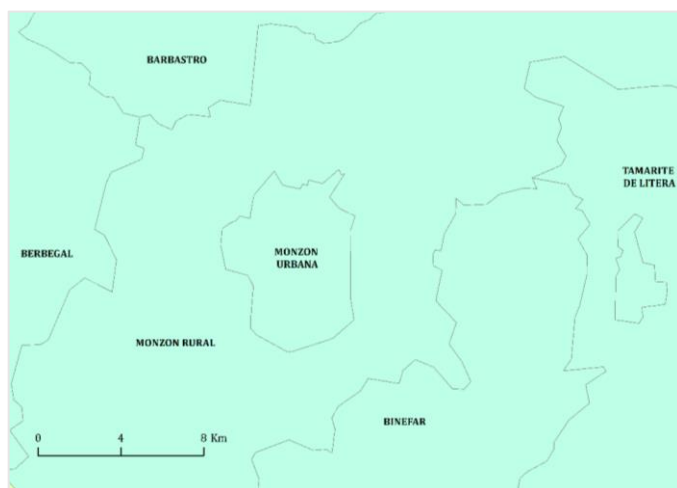 BARBASTRO
TAMARITE
DE LITERA
BERBEGAL
MONZON
URBANA
MONZON RURAL
BINEFAR
0 4 8 Km